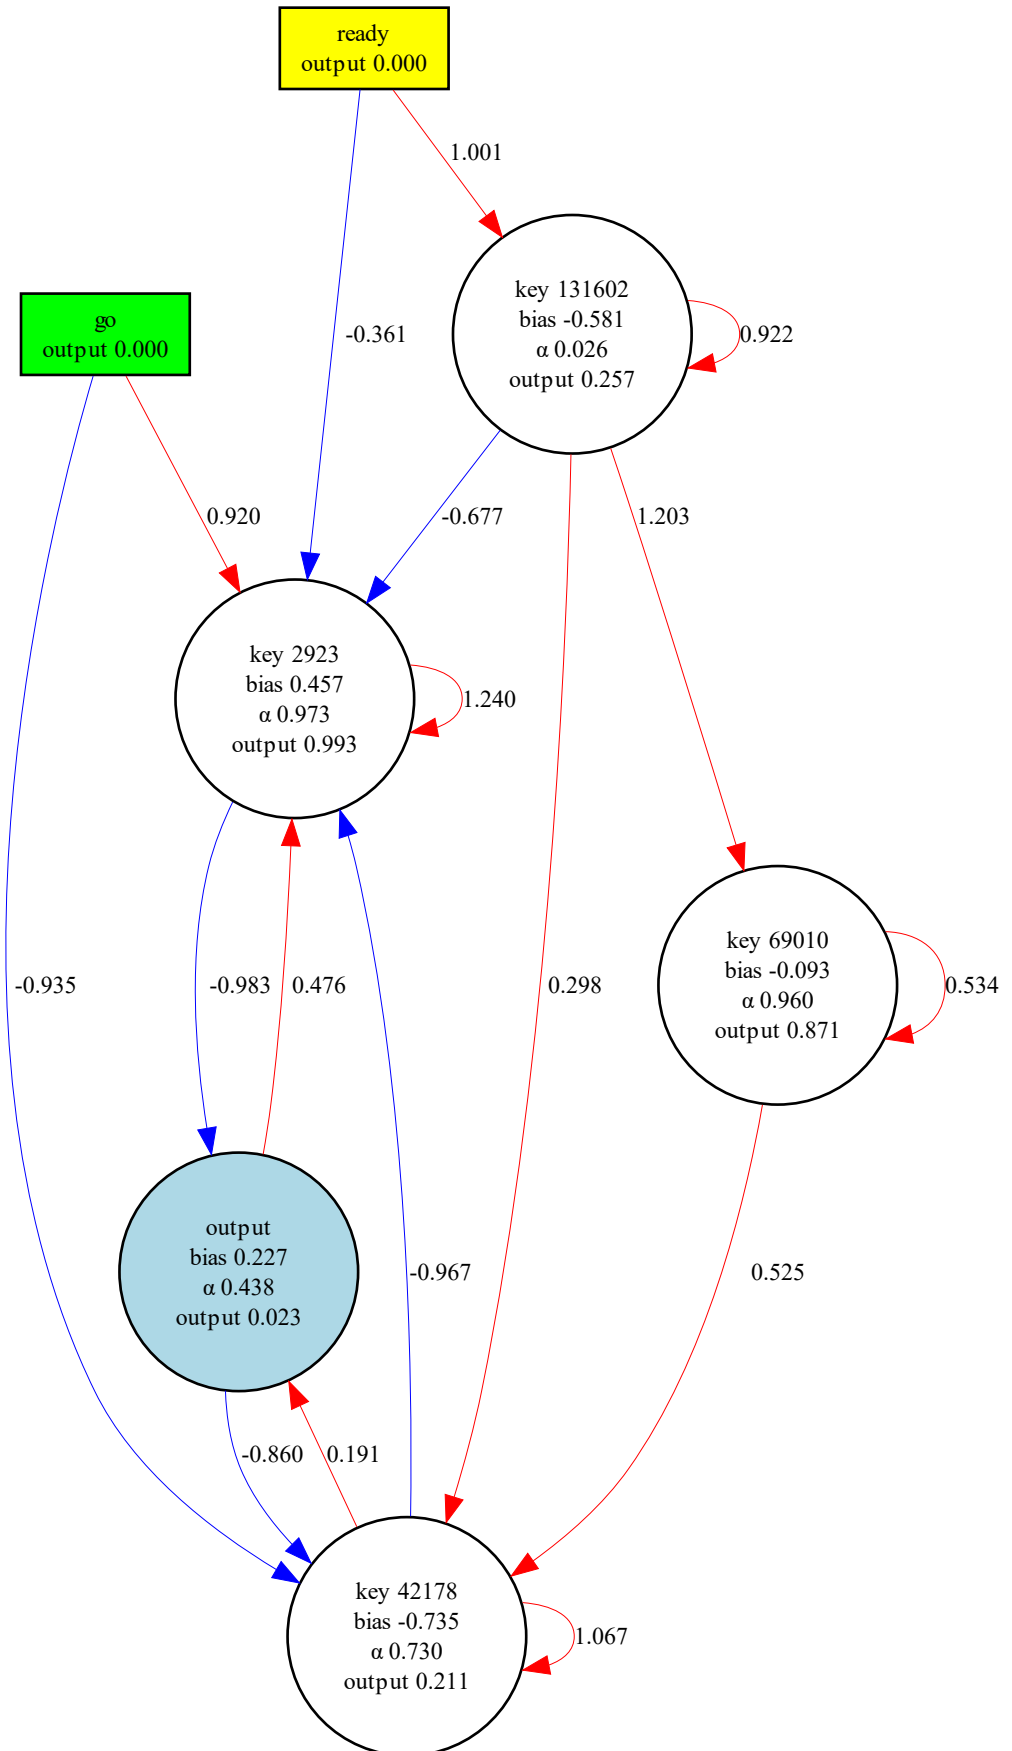 ready
output 0.000
1.001
key 131602
bias -0.581
α 0.026
output 0.257
0.922
go
output 0.000
-0.361
0.920
-0.677
1.203
key 2923
bias 0.457
α 0.973
output 0.993
1.240
key 69010
bias -0.093
α 0.960
output 0.871
0.534
-0.935
-0.983
0.476
0.298
output
bias 0.227
α 0.438
output 0.023
-0.967
0.525
-0.860
0.191
key 42178
bias -0.735
α 0.730
output 0.211
1.067